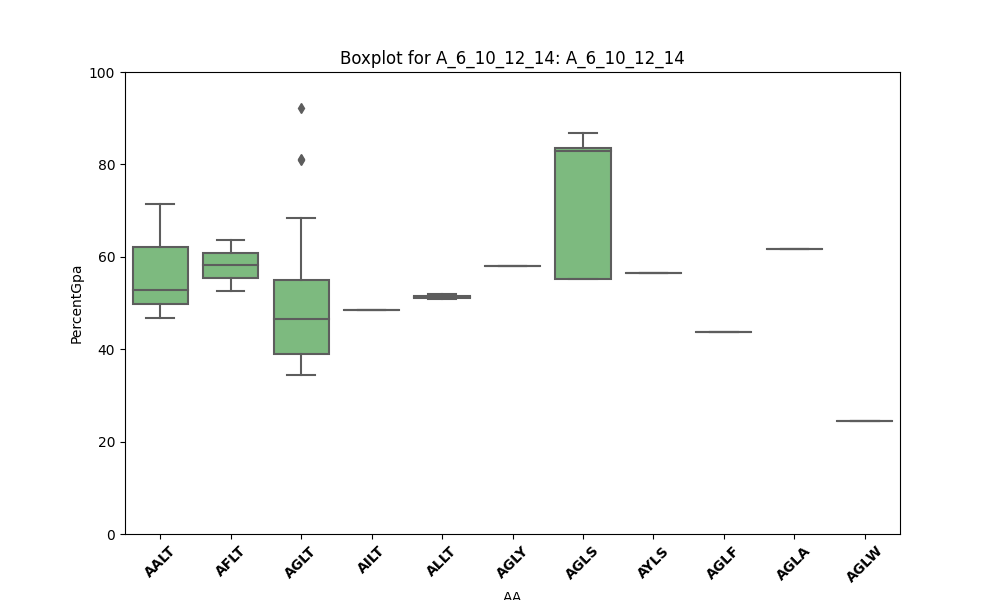 Boxplot for A_6_10_12_14: A_6_10_12_14
100
80
60
40
20
0
PercentGpa
AALT
AFLT
AGLT
AILT
ALLT
AGLY
AGLS
AYLS
AGLF
AGLA
AGLW
AA